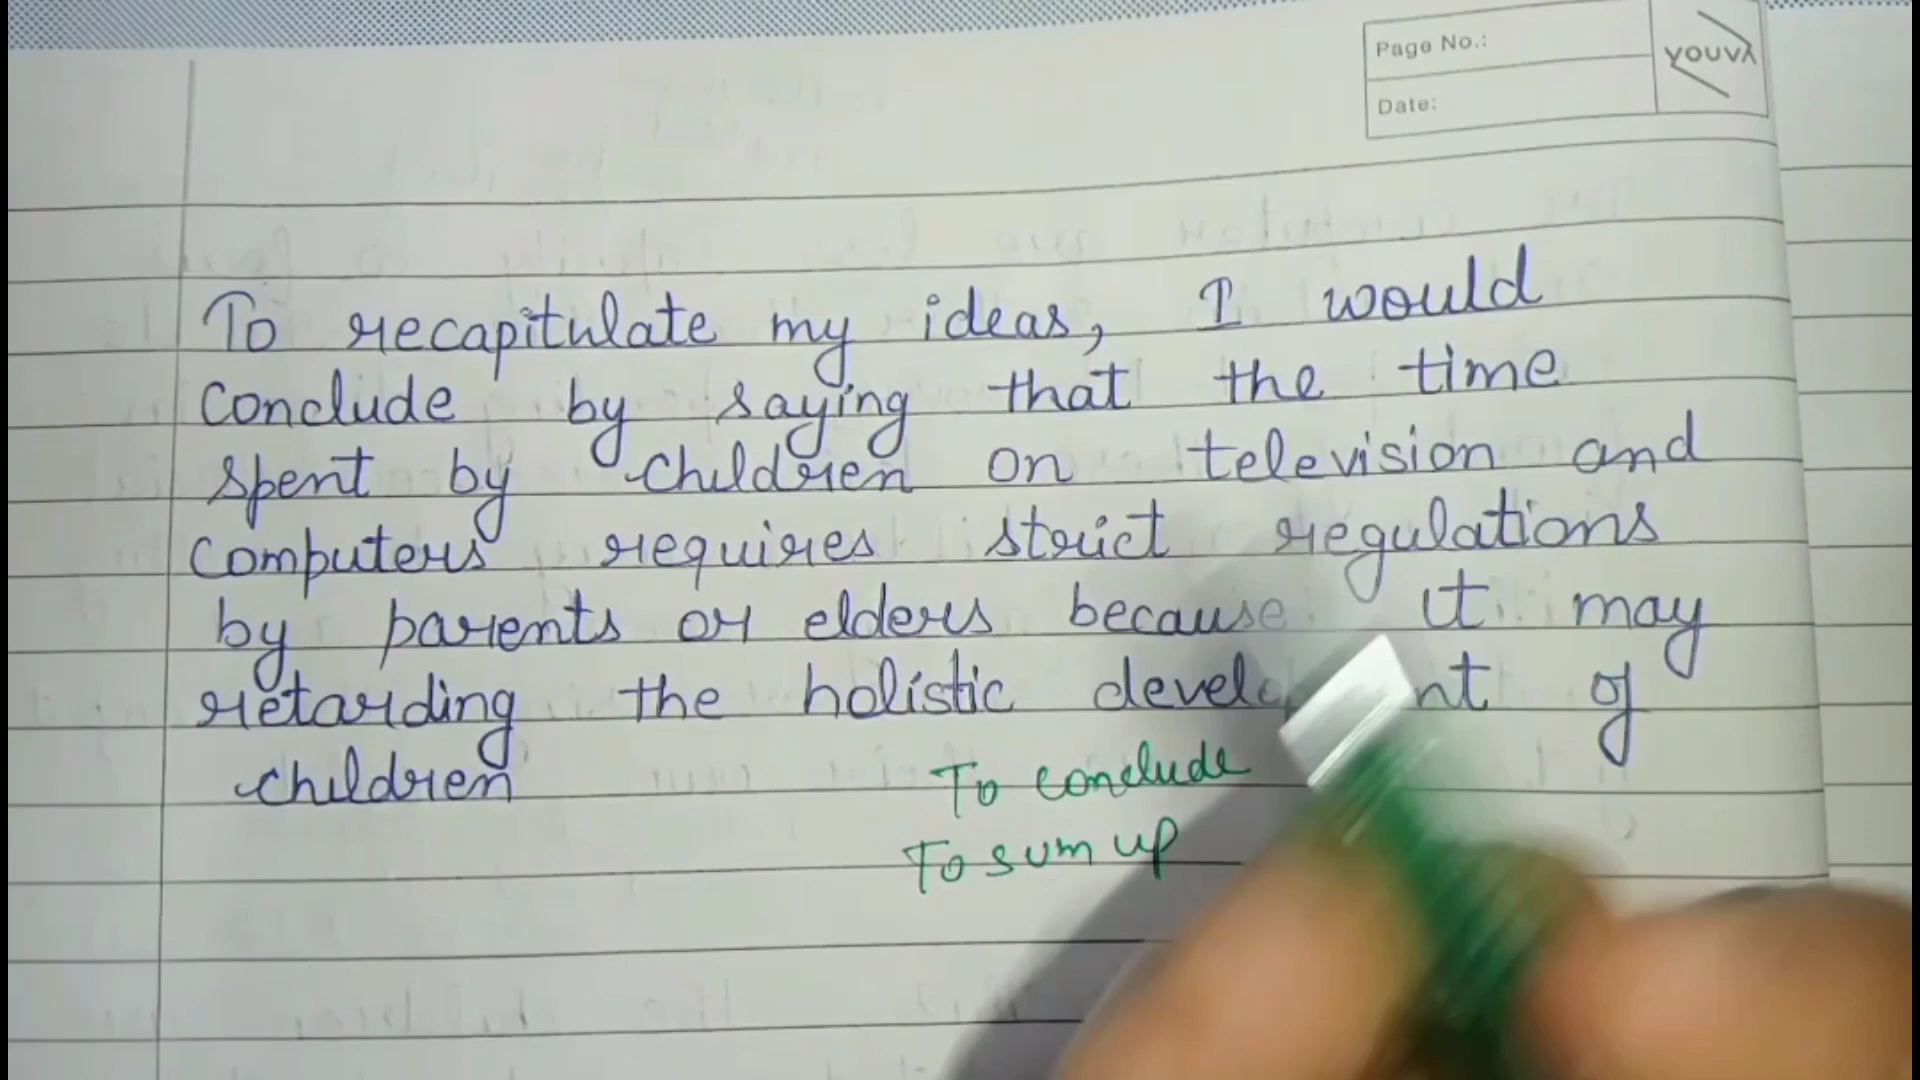 Page No.:
YOUVA
Date:
To recapitulate my ideas, I would
conclude by saying that the time
spent by children on television and
computers requires strict regulations
by parents or elders because it may
retarding the holistic of
children
To conclude
To sum up